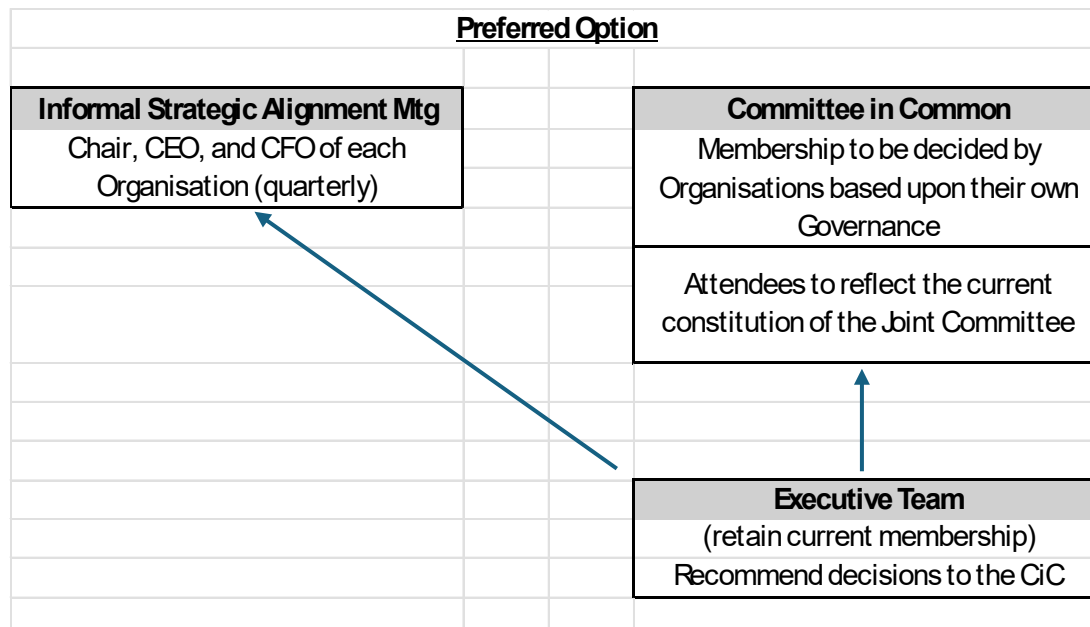 Preferred Option
Informal Strategic Alignment Mtg
Chair, CEO, and CFO of each
Organisation (quarterly)
Committee in Common
Membership to be decided by
Organisations based upon their own
Governance
Attendees to reflect the current
constitution of the Joint Committee
Executive Team
(retain current membership)
Recommend decisions to the CiC